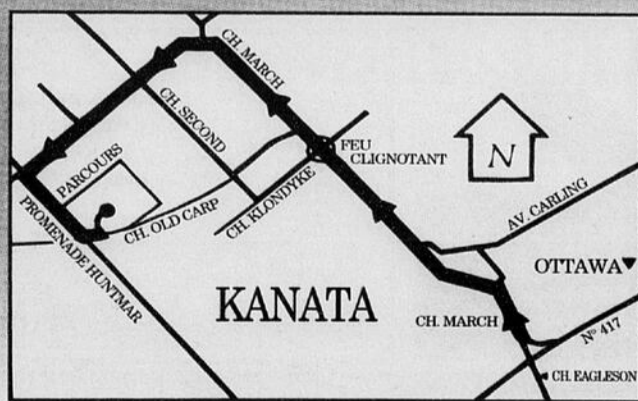 CH. MARCH
CH. SECOND
FEU
CLIGNOTANT
N
PARCOURS
CH. OLD CARP
CH. KLONDYKE
AV. CARLING
PROMENADE HUNTMAR
OTTAWA
KANATA
CH. MARCH
N° 417
CH. EAGLESON